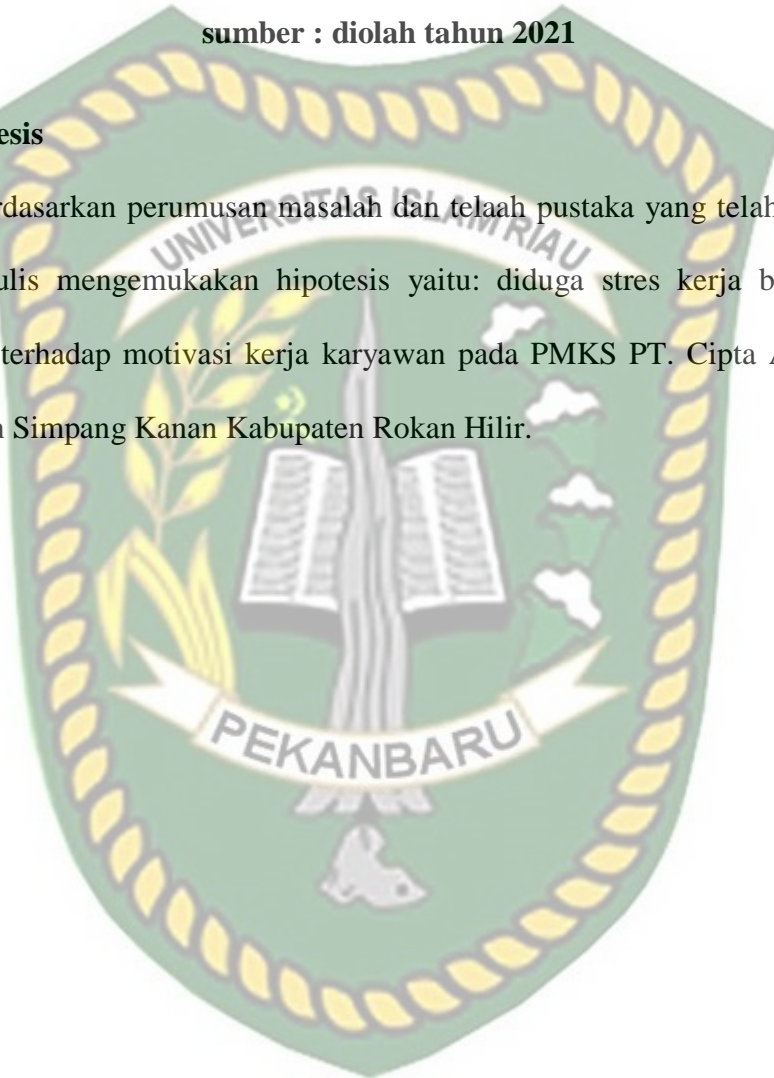 sumber : diolah tahun 2021
esis
rdasarkan perumusan masalah dan telaah pustaka yang telah
ulis mengemukakan hipotesis yaitu: diduga stres kerja b
terhadap motivasi kerja karyawan pada PMKS PT. Cipta A
n Simpang Kanan Kabupaten Rokan Hilir.
UNIVERSITAS ISLAM RIAU
PEKANBARU